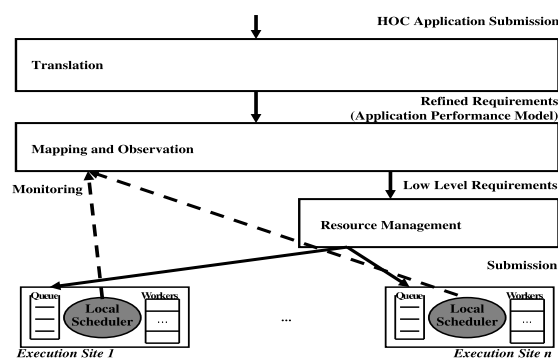 HOC Application Submission
Translation
Refined Requirements
(Application Performance Model)
Mapping and Observation
Monitoring
Low Level Requirements
Resource Management
Submission
Queue
Workers
Local
Scheduler
...
Execution Site 1
...
Queue
Workers
Local
Scheduler
...
Execution Site n